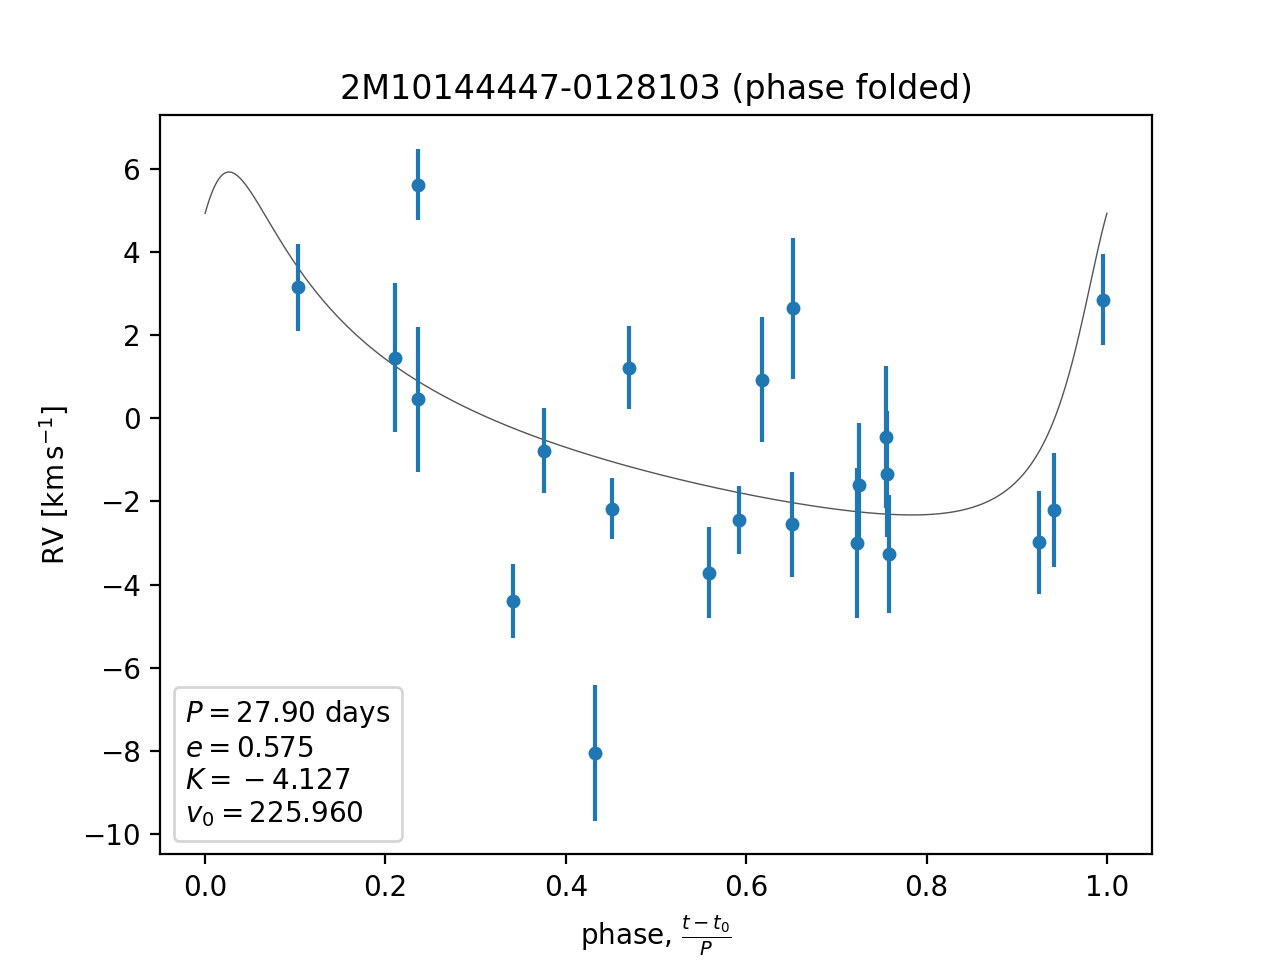 2M10144447-0128103 (phase folded)
RV [km s⁻¹]
6
4
2
0
−2
−4
−6
−8
−10
P = 27.90 days
e = 0.575
K = −4.127
v₀ = 225.960
0.0 0.2 0.4 0.6 0.8 1.0
phase, (t − t₀)/P